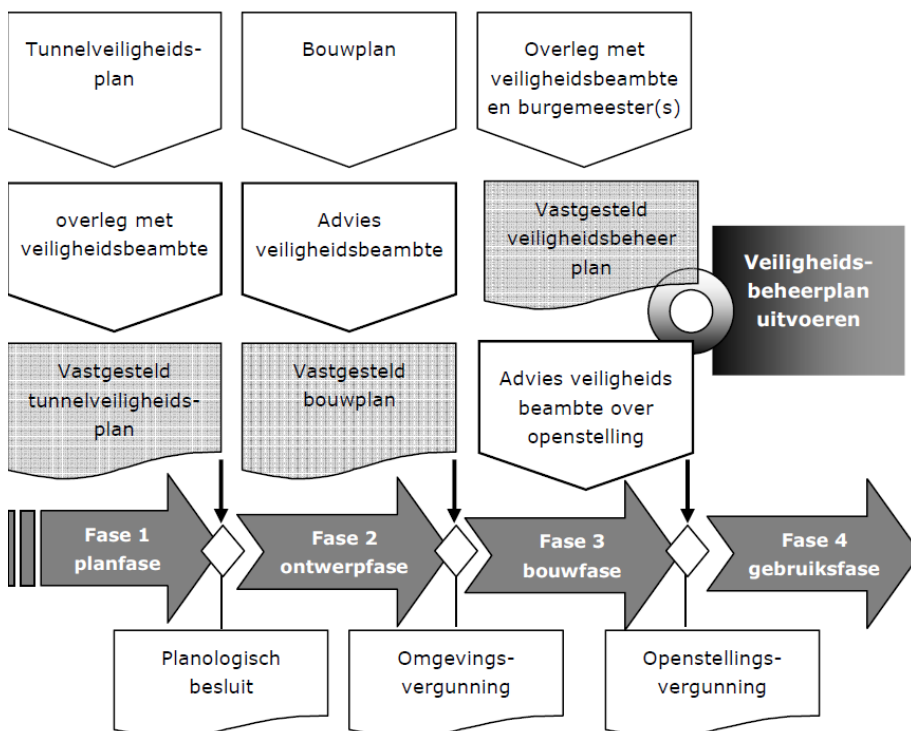 Tunnelveiligheids-
plan
Bouwplan
Overleg met
veiligheidsbeambte
en burgemeester(s)
overleg met
veiligheidsbeambte
Advies
veiligheidsbeambte
Vastgesteld
veiligheidsbeheer
plan
Veiligheids-
beheerplan
uitvoeren
Vastgesteld
tunnelveiligheids-
plan
Vastgesteld
bouwplan
Advies veiligheids
beambte over
openstelling
Fase 1
planfase
Fase 2
ontwerpfase
Fase 3
bouwfase
Fase 4
gebruiksfase
Planologisch
besluit
Omgevings-
vergunning
Openstellings-
vergunning